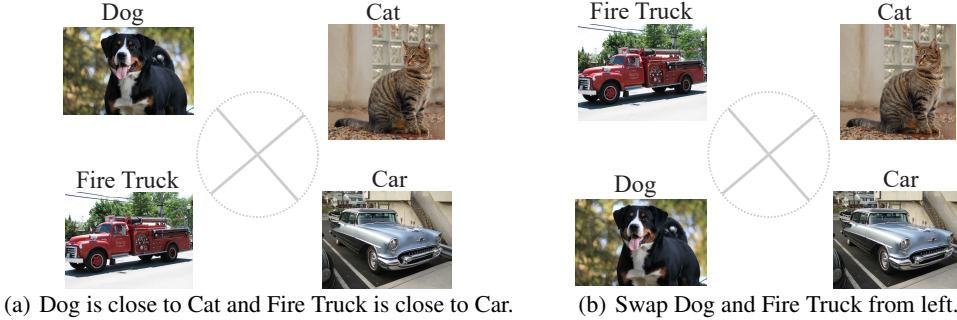 Dog
Cat
Fire Truck
Car
(a) Dog is close to Cat and Fire Truck is close to Car.
Fire Truck
Cat
Dog
Car
(b) Swap Dog and Fire Truck from left.